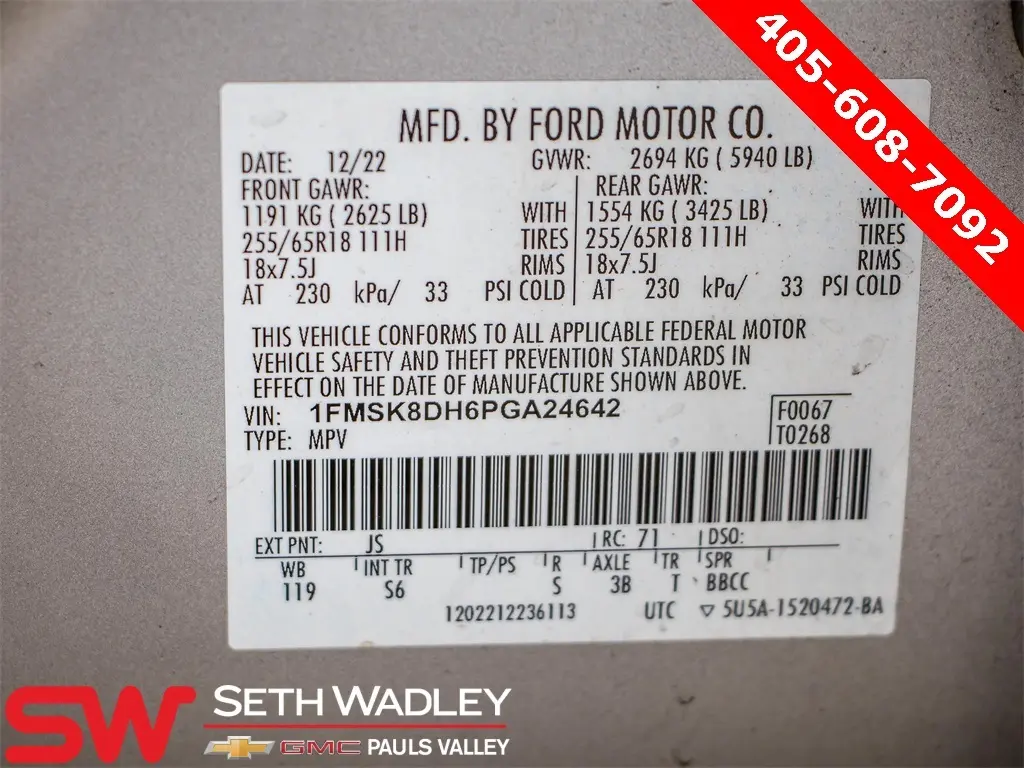 405-608-7092
MFD. BY FORD MOTOR CO.
DATE: 12/22 GVWR: 2694 KG ( 5940 LB)
FRONT GAWR: REAR GAWR:
1191 KG ( 2625 LB) WITH 1554 KG ( 3425 LB) WITH
255/65R18 111H TIRES 255/65R18 111H TIRES
18x7.5J RIMS 18x7.5J RIMS
AT 230 kPa/ 33 PSI COLD AT 230 kPa/ 33 PSI COLD
THIS VEHICLE CONFORMS TO ALL APPLICABLE FEDERAL MOTOR
VEHICLE SAFETY AND THEFT PREVENTION STANDARDS IN
EFFECT ON THE DATE OF MANUFACTURE SHOWN ABOVE.
VIN: 1FMSK8DH6PGA24642 F0067
TYPE: MPV T0268
EXT PNT: JS RC: 71 DSO:
WB INT TR TP/PS R AXLE TR SPR
119 S6 S 3B T BBCC
1202212236113 UTC ▽ 5U5A-1520472-BA
SW SETH WADLEY
GMC PAULS VALLEY